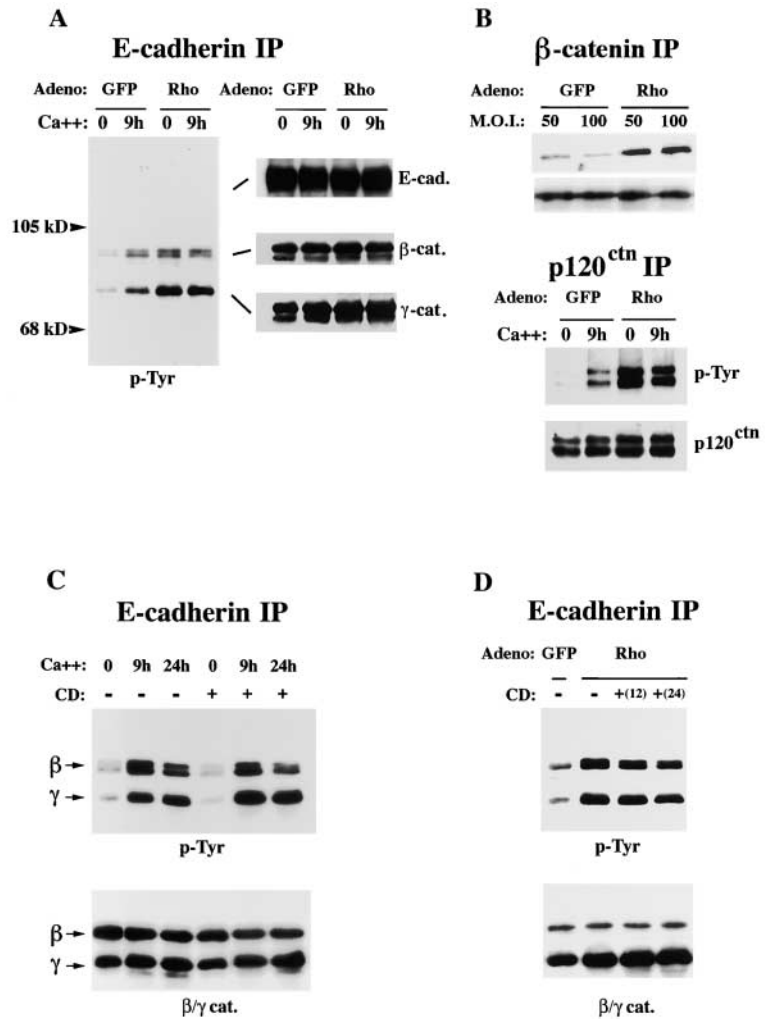 A
E-cadherin IP
Adeno: GFP Rho
Ca++: 0 9h 0 9h
105 kD
68 kD
p-Tyr
Adeno: GFP Rho
Ca++: 0 9h 0 9h
E-cad.
β-cat.
γ-cat.
B
β-catenin IP
Adeno: GFP Rho
M.O.I.: 50 100 50 100
p120ctn IP
Adeno: GFP Rho
Ca++: 0 9h 0 9h
p-Tyr
p120ctn
C
E-cadherin IP
Ca++: 0 9h 24h 0 9h 24h
CD: - - - + + +
β
γ
p-Tyr
β
γ
β/γ cat.
D
E-cadherin IP
Adeno: GFP Rho
CD: - - +(12) +(24)
p-Tyr
β/γ cat.